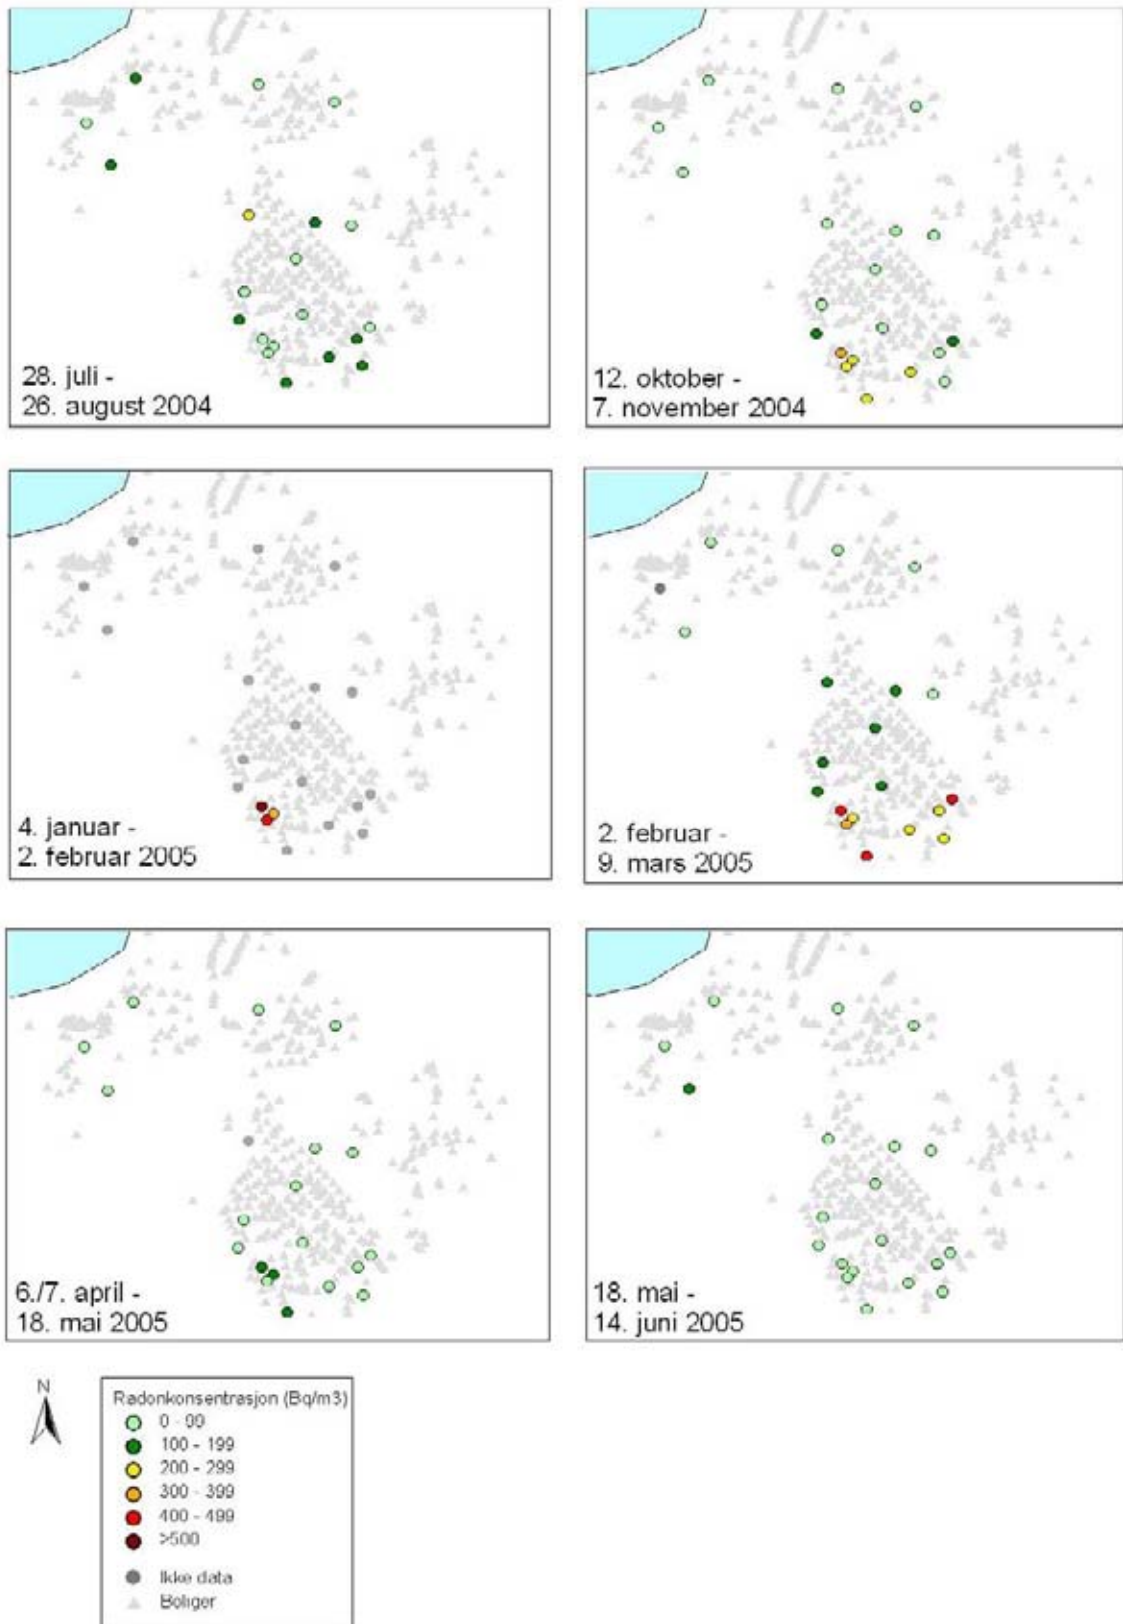 28. juli -
26. august 2004
12. oktober -
7. november 2004
4. januar -
2. februar 2005
2. februar -
9. mars 2005
6./7. april -
18. mai 2005
18. mai -
14. juni 2005
N
Radonkonsentrasjon (Bq/m3)
0 - 99
100 - 199
200 - 299
300 - 399
400 - 499
>500
Ikke data
Boliger